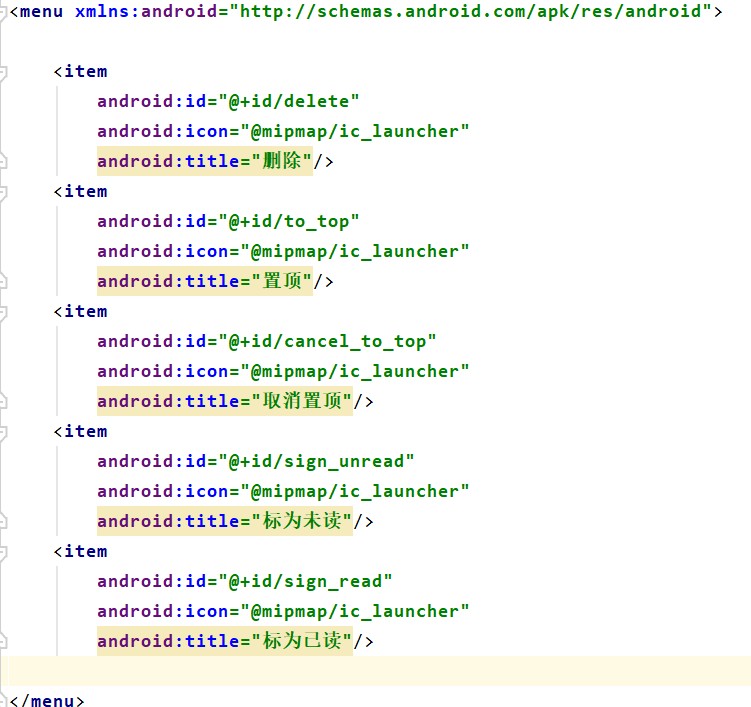 <menu xmlns:android="http://schemas.android.com/apk/res/android">
<item
android:id="@+id/delete"
android:icon="@mipmap/ic_launcher"
android:title="删除"/>
<item
android:id="@+id/to_top"
android:icon="@mipmap/ic_launcher"
android:title="置顶"/>
<item
android:id="@+id/cancel_to_top"
android:icon="@mipmap/ic_launcher"
android:title="取消置顶"/>
<item
android:id="@+id/sign_unread"
android:icon="@mipmap/ic_launcher"
android:title="标为未读"/>
<item
android:id="@+id/sign_read"
android:icon="@mipmap/ic_launcher"
android:title="标为已读"/>
</menu>